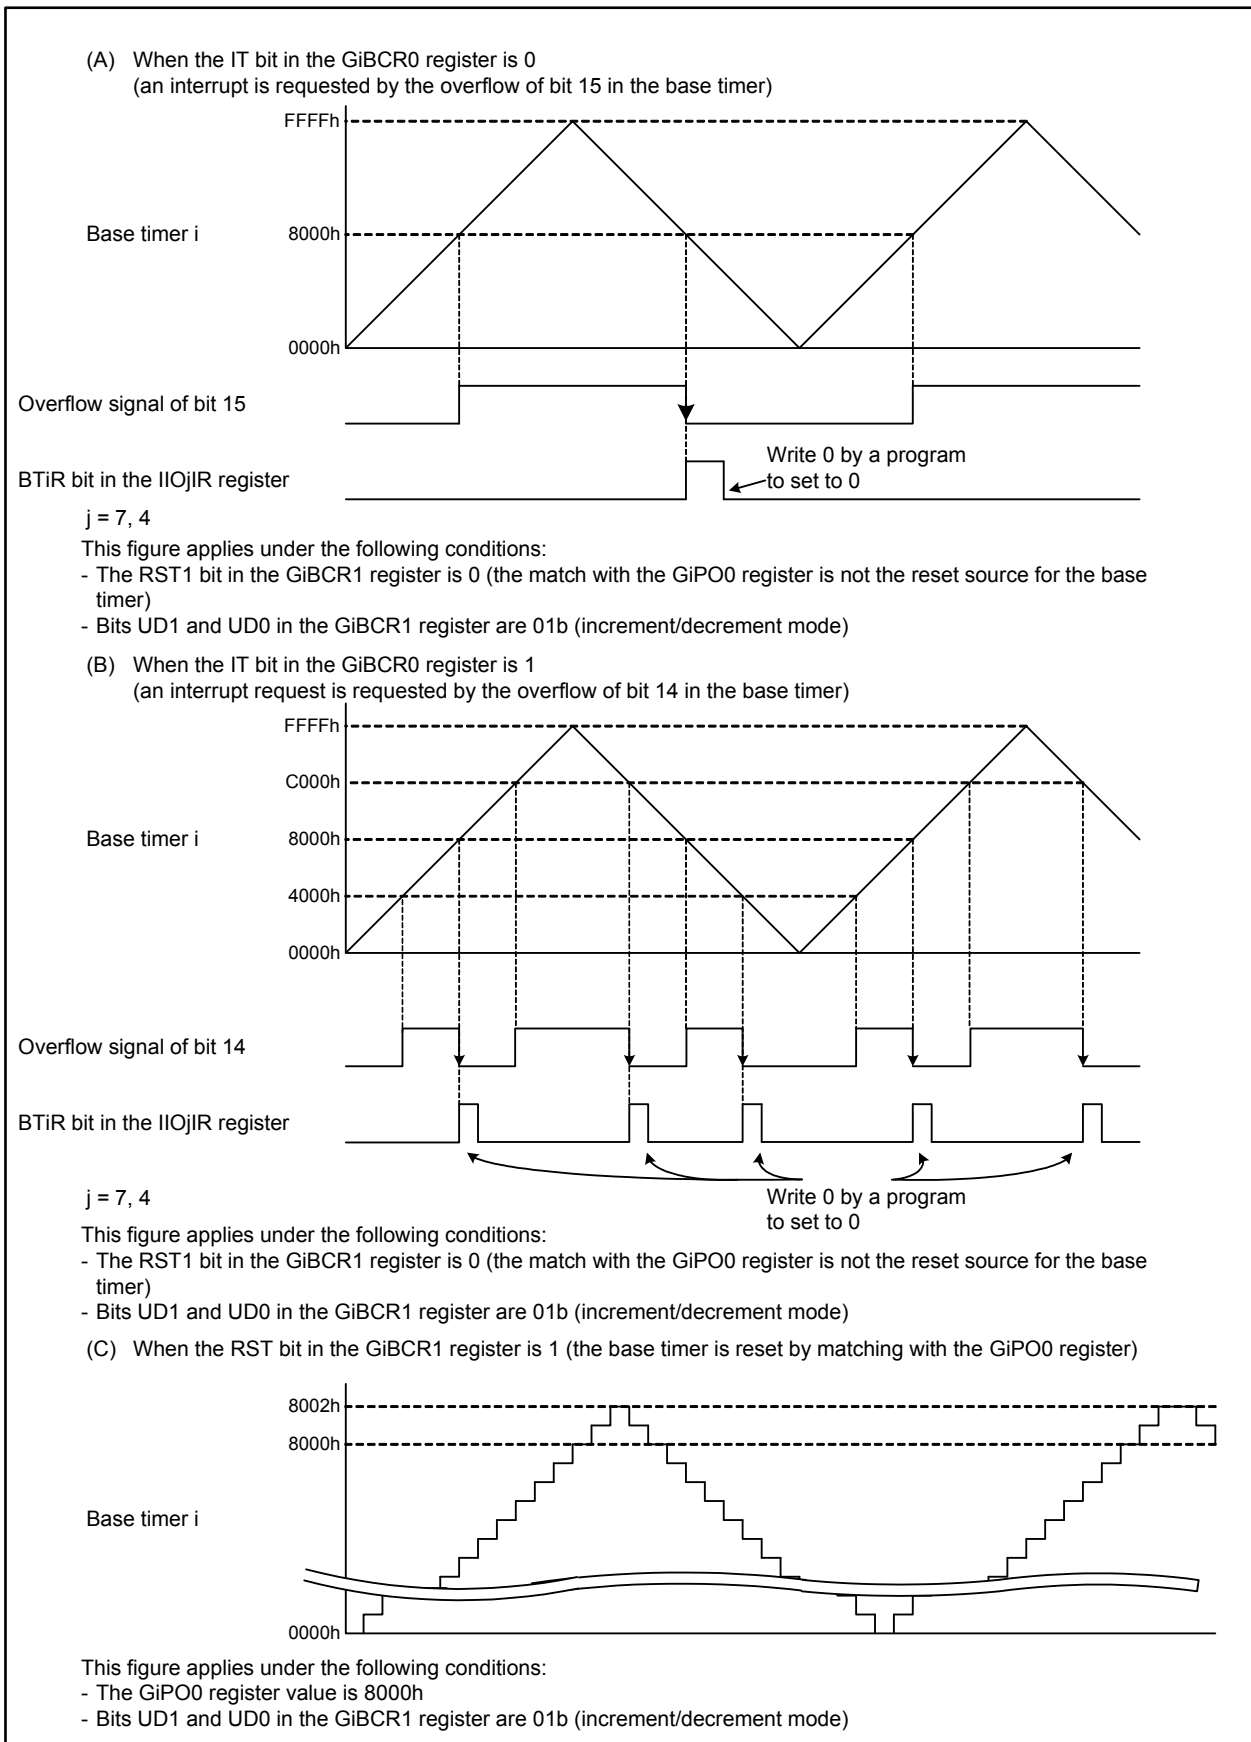 (A) When the IT bit in the GiBCR0 register is 0
(an interrupt is requested by the overflow of bit 15 in the base timer)
FFFFh
Base timer i
8000h
0000h
Overflow signal of bit 15
Write 0 by a program
to set to 0
BTiR bit in the IIOjIR register
j = 7, 4
This figure applies under the following conditions:
- The RST1 bit in the GiBCR1 register is 0 (the match with the GiPO0 register is not the reset source for the base
timer)
- Bits UD1 and UD0 in the GiBCR1 register are 01b (increment/decrement mode)
(B) When the IT bit in the GiBCR0 register is 1
(an interrupt request is requested by the overflow of bit 14 in the base timer)
FFFFh
C000h
Base timer i
8000h
4000h
0000h
Overflow signal of bit 14
BTiR bit in the IIOjIR register
j = 7, 4
Write 0 by a program
to set to 0
This figure applies under the following conditions:
- The RST1 bit in the GiBCR1 register is 0 (the match with the GiPO0 register is not the reset source for the base
timer)
- Bits UD1 and UD0 in the GiBCR1 register are 01b (increment/decrement mode)
(C) When the RST bit in the GiBCR1 register is 1 (the base timer is reset by matching with the GiPO0 register)
8002h
8000h
Base timer i
0000h
This figure applies under the following conditions:
- The GiPO0 register value is 8000h
- Bits UD1 and UD0 in the GiBCR1 register are 01b (increment/decrement mode)